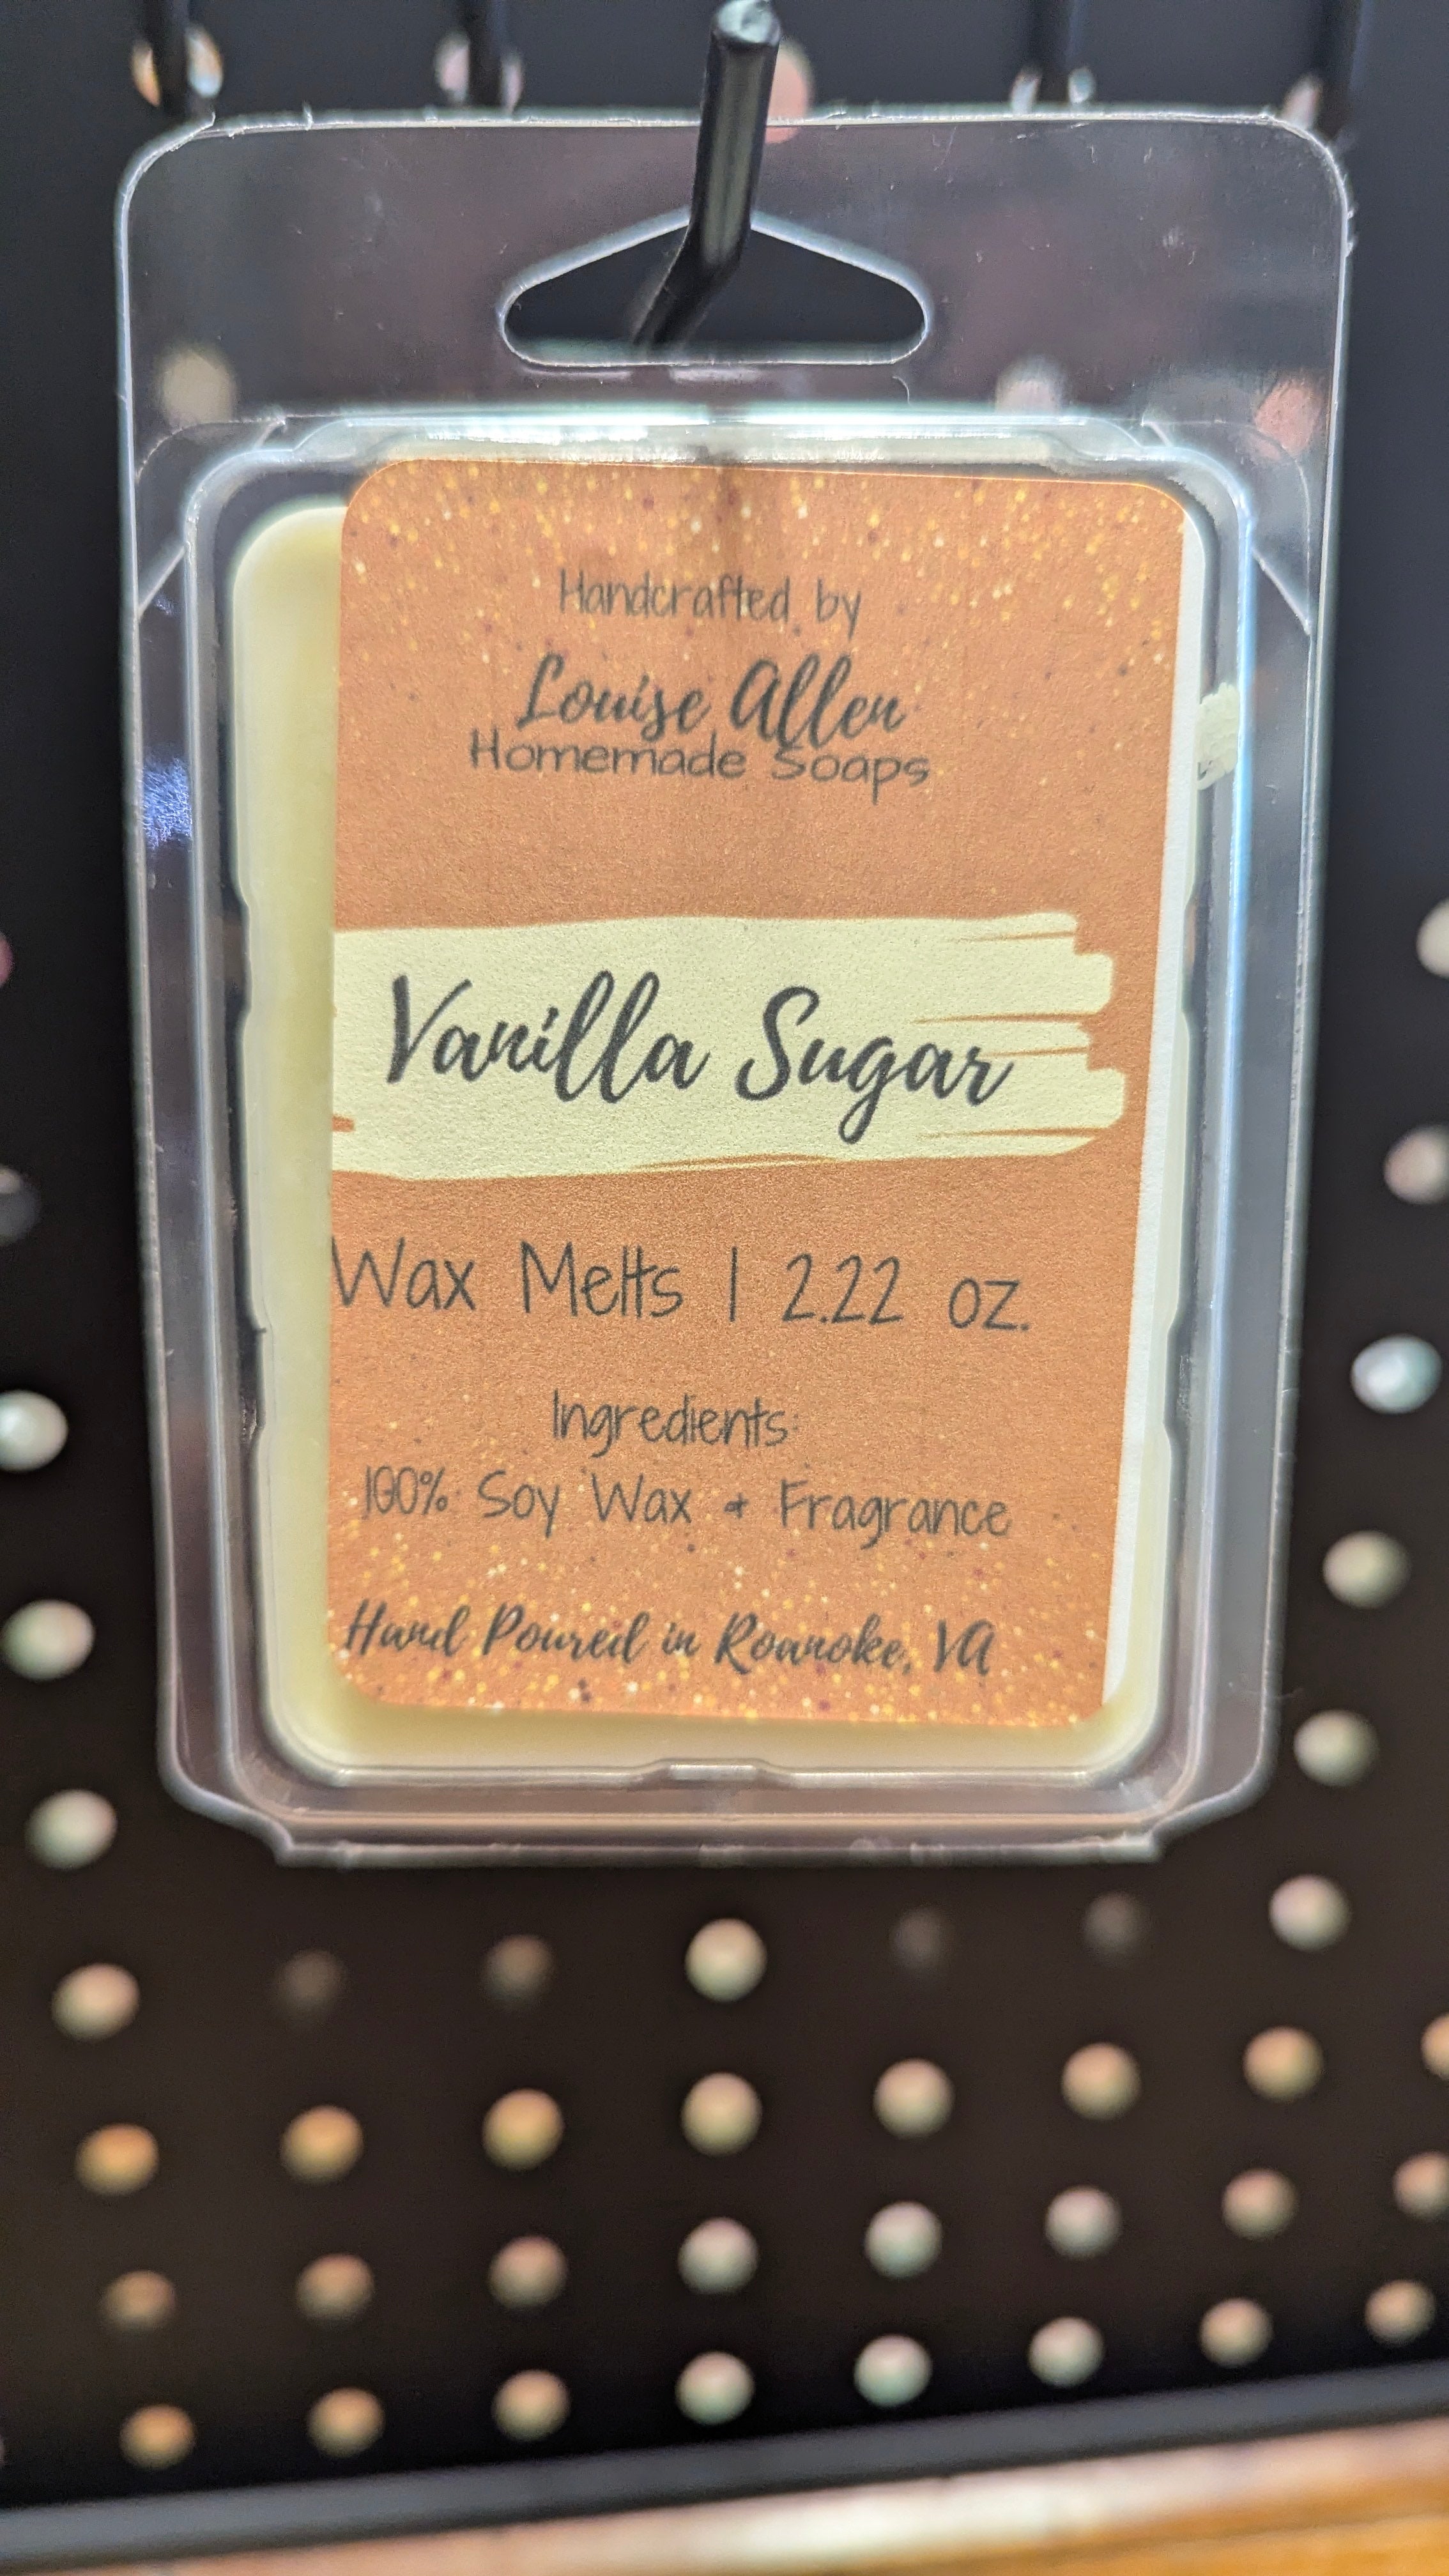 Handcrafted by
Louise Allen
Homemade Soaps
Vanilla Sugar
Wax Melts | 2.22 oz.
Ingredients:
100% Soy Wax + Fragrance
Hand Poured in Roanoke, VA